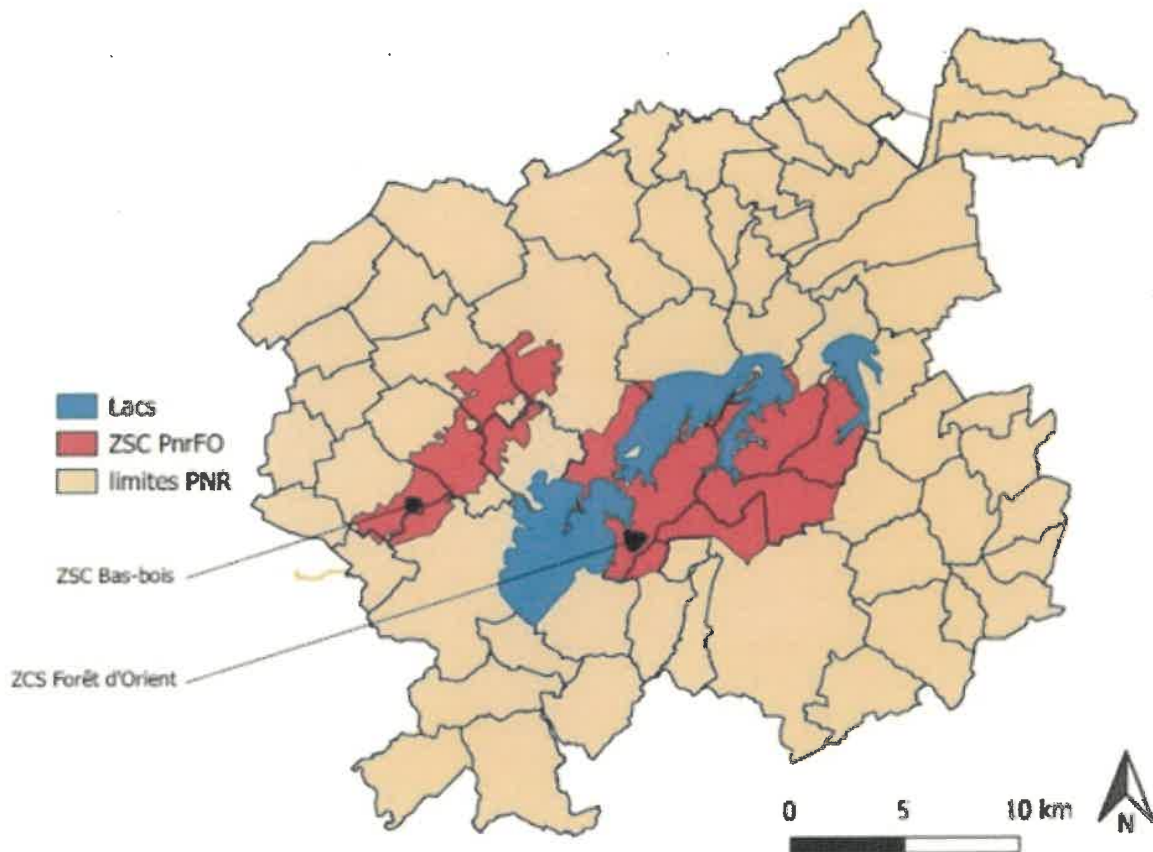 Lacs
ZSC PnrFO
limites PNR
ZSC Bas-bois
ZCS Forêt d'Orient
0 5 10 km
N